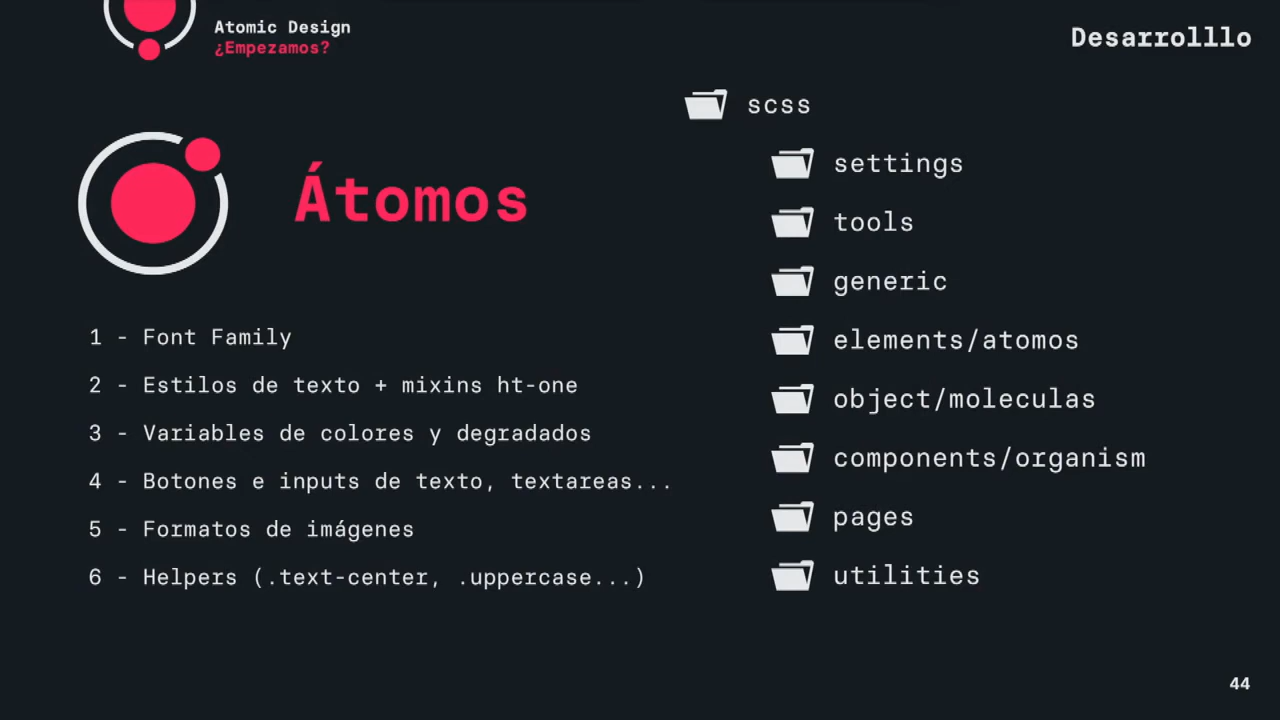 Atomic Design
¿Empezamos?
Desarrolllo
Átomos
1 - Font Family
2 - Estilos de texto + mixins ht-one
3 - Variables de colores y degradados
4 - Botones e inputs de texto, textareas...
5 - Formatos de imágenes
6 - Helpers (.text-center, .uppercase...)
scss
settings
tools
generic
elements/atomos
object/moleculas
components/organism
pages
utilities
44